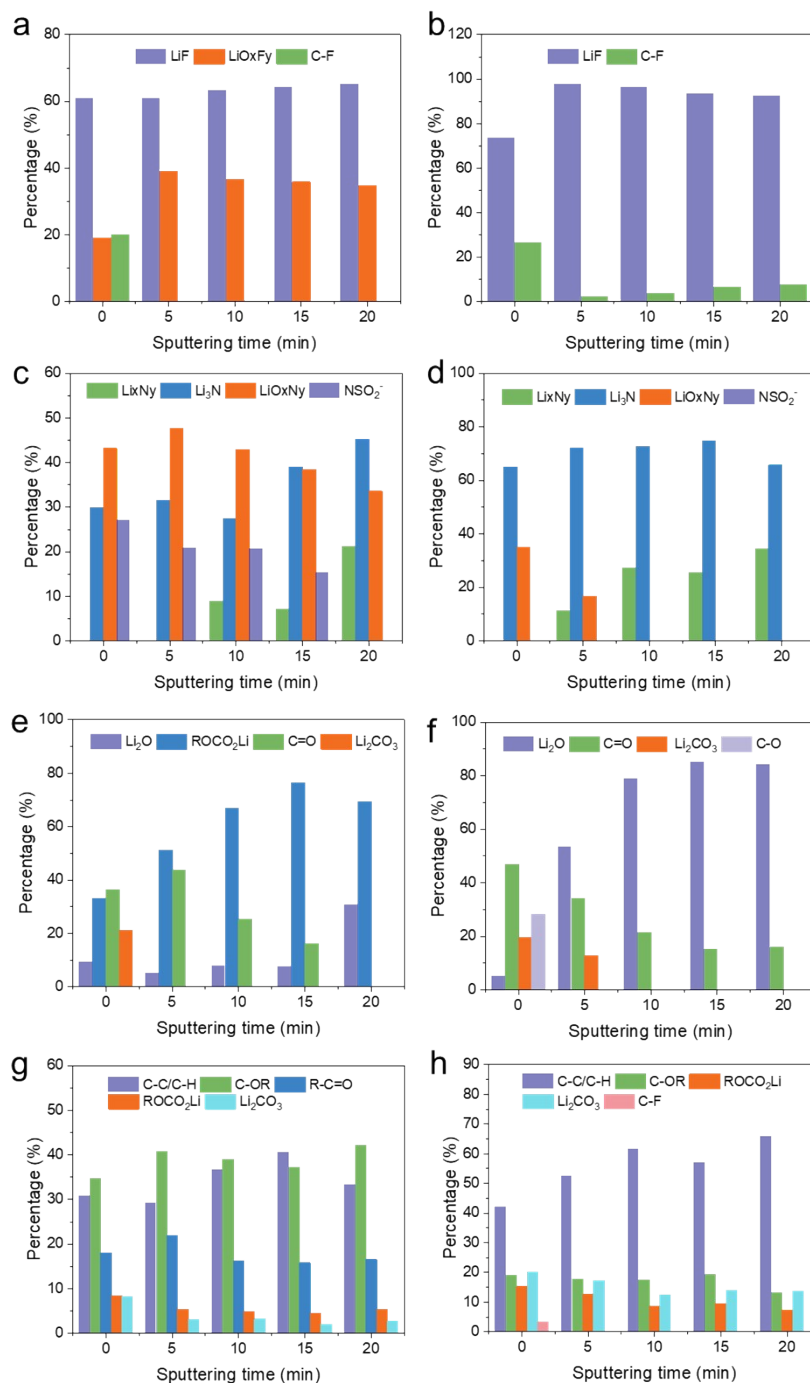 a
LiF LiOxFy C-F
80
60
40
20
0
Percentage (%)
0 5 10 15 20
Sputtering time (min)
b
LiF C-F
120
100
80
60
40
20
0
Percentage (%)
0 5 10 15 20
Sputtering time (min)
c
LixNy Li₃N LiOxNy NSO₂⁻
60
50
40
30
20
10
0
Percentage (%)
0 5 10 15 20
Sputtering time (min)
d
LixNy Li₃N LiOxNy NSO₂⁻
100
80
60
40
20
0
Percentage (%)
0 5 10 15 20
Sputtering time (min)
e
Li₂O ROCO₂Li C=O Li₂CO₃
100
80
60
40
20
0
Percentage (%)
0 5 10 15 20
Sputtering time (min)
f
Li₂O C=O Li₂CO₃ C-O
100
80
60
40
20
0
Percentage (%)
0 5 10 15 20
Sputtering time (min)
g
C-C/C-H C-OR R-C=O
ROCO₂Li Li₂CO₃
60
50
40
30
20
10
0
Percentage (%)
0 5 10 15 20
Sputtering time (min)
h
C-C/C-H C-OR ROCO₂Li
Li₂CO₃ C-F
90
80
70
60
50
40
30
20
10
0
Percentage (%)
0 5 10 15 20
Sputtering time (min)